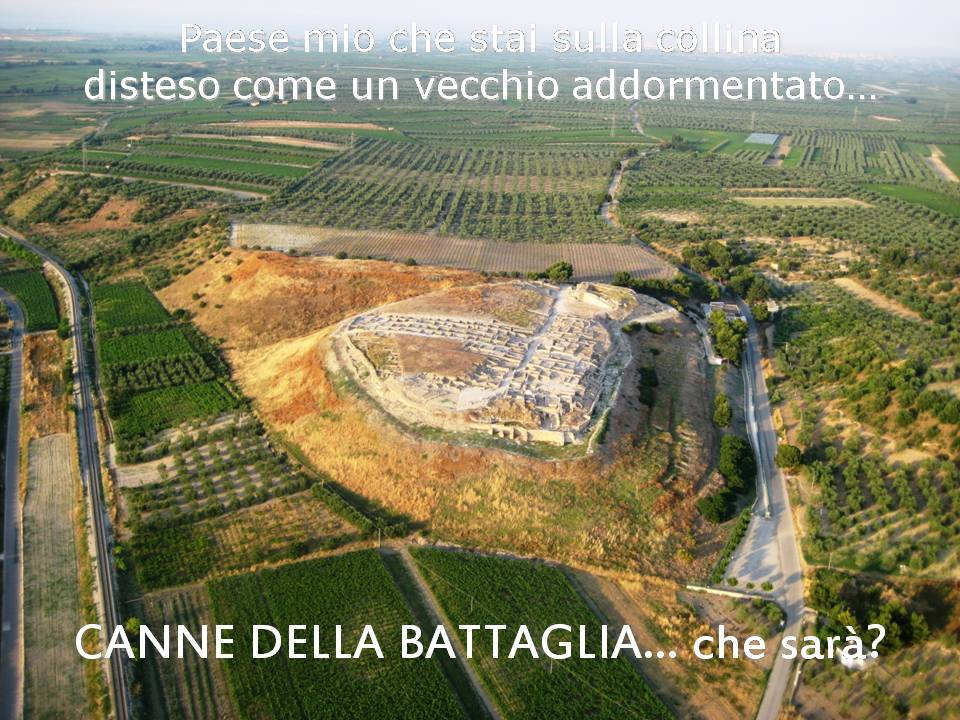 Paese mio che stai sulla collina
disteso come un vecchio addormentato...
CANNE DELLA BATTAGLIA... che sarà?